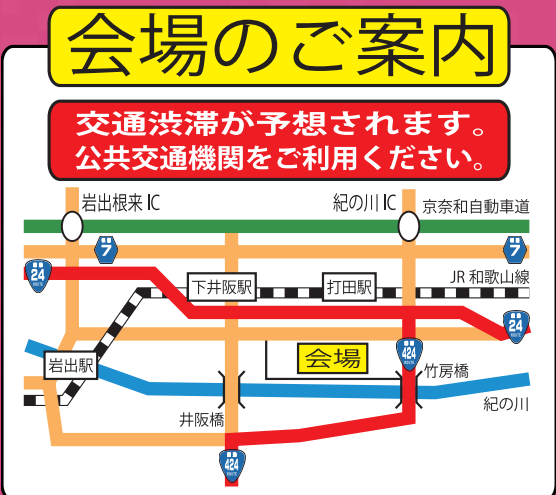 会場のご案内
交通渋滞が予想されます。
公共交通機関をご利用ください。
岩出根来 IC
紀の川 IC
京奈和自動車道
7
7
24
ROUTE
下井阪駅
打田駅
JR 和歌山線
24
ROUTE
岩出駅
会場
424
ROUTE
竹房橋
井阪橋
紀の川
424
ROUTE